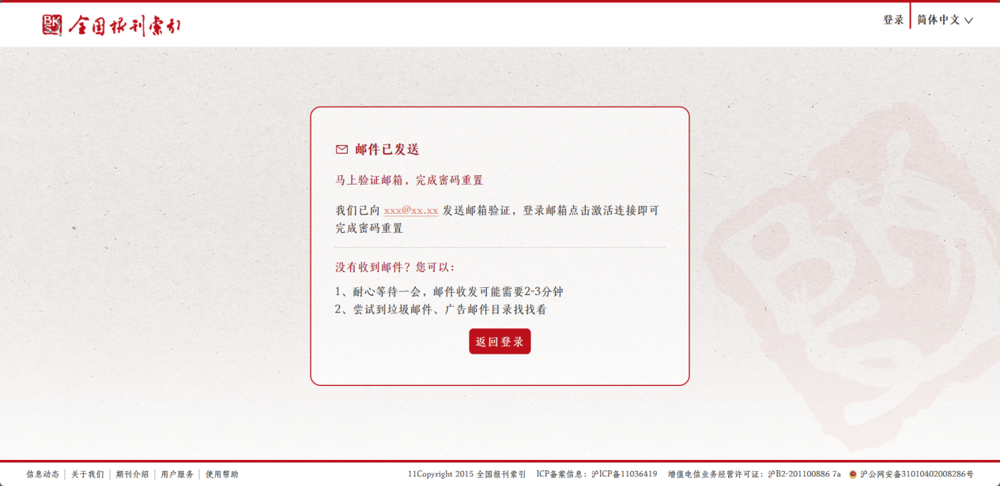 BK
全国报刊索引
登录
简体中文
邮件已发送
马上验证邮箱，完成密码重置
我们已向 xxx@xx.xx 发送邮箱验证，登录邮箱点击激活连接即可
完成密码重置
没有收到邮件？您可以：
1、耐心等待一会，邮件收发可能需要2-3分钟
2、尝试到垃圾邮件、广告邮件目录找找看
返回登录
信息动态 关于我们 期刊介绍 用户服务 使用帮助
11Copyright 2015 全国报刊索引 ICP备案信息：沪ICP备11036419 增值电信业务经营许可证：沪B2-201100886 7a 沪公网安备31010402008286号